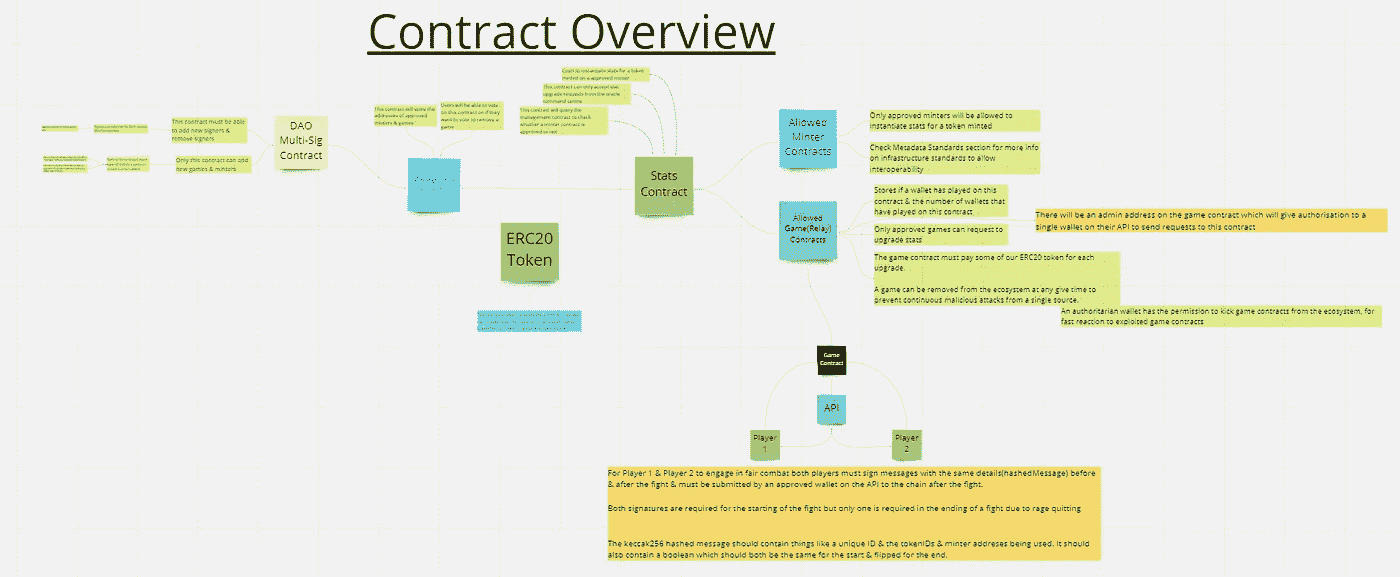 Contract Overview
Court to instantiate stats for a token
minted on a approved minter
This contract can only accept stat
upgrade requests from the oracle
command centre
This contract will query the
management contract to check
whether a minter contract is
approved or not
This contract will store the
addresses of approved
minters & games
Users will be able to vote
on this contract on if they
want to vote to remove a
game
This contract must be able
to add new signers &
remove signers
Only this contract can add
new games & minters
DAO
Multi-Sig
Contract
Stats
Contract
ERC20
Token
Allowed
Minter
Contracts
Only approved minters will be allowed to
instantiate stats for a token minted
Check Metadata Standards section for more info
on infrastructure standards to allow
interoperability
Allowed
Game(Relay)
Contracts
Stores if a wallet has played on this
contract & the number of wallets that
have played on this contract
Only approved games can request to
upgrade stats
There will be an admin address on the game contract which will give authorisation to a
single wallet on their API to send requests to this contract
The game contract must pay some of our ERC20 token for each
upgrade.
A game can be removed from the ecosystem at any give time to
prevent continuous malicious attacks from a single source.
An authoritarian wallet has the permission to kick game contracts from the ecosystem, for
fast reaction to exploited game contracts
Game
Contract
API
Player
1
Player
2
For Player 1 & Player 2 to engage in fair combat both players must sign messages with the same details(hashedMessage) before
& after the fight & must be submitted by an approved wallet on the API to the chain after the fight.
Both signatures are required for the starting of the fight but only one is required in the ending of a fight due to rage quitting
The keccak256 hashed message should contain things like a unique ID & the tokenIDs & minter addreses being used. It should
also contain a boolean which should both be the same for the start & flipped for the end.